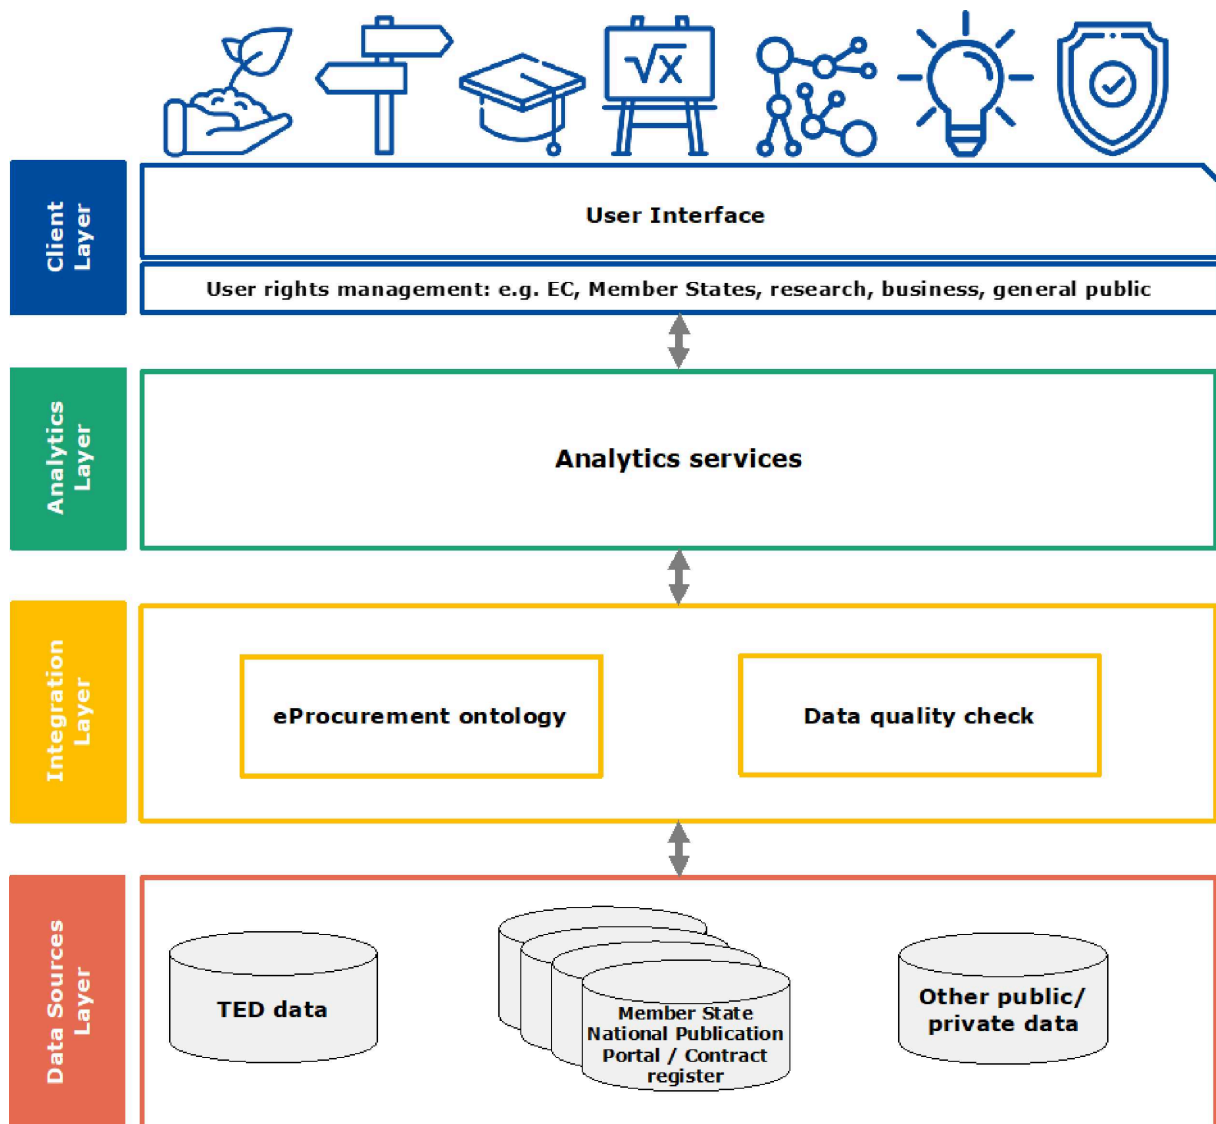 √x
Client
Layer
User Interface
User rights management: e.g. EC, Member States, research, business, general public
Analytics
Layer
Analytics services
Integration
Layer
eProcurement ontology
Data quality check
Data Sources
Layer
TED data
Member State
National Publication
Portal / Contract
register
Other public/
private data